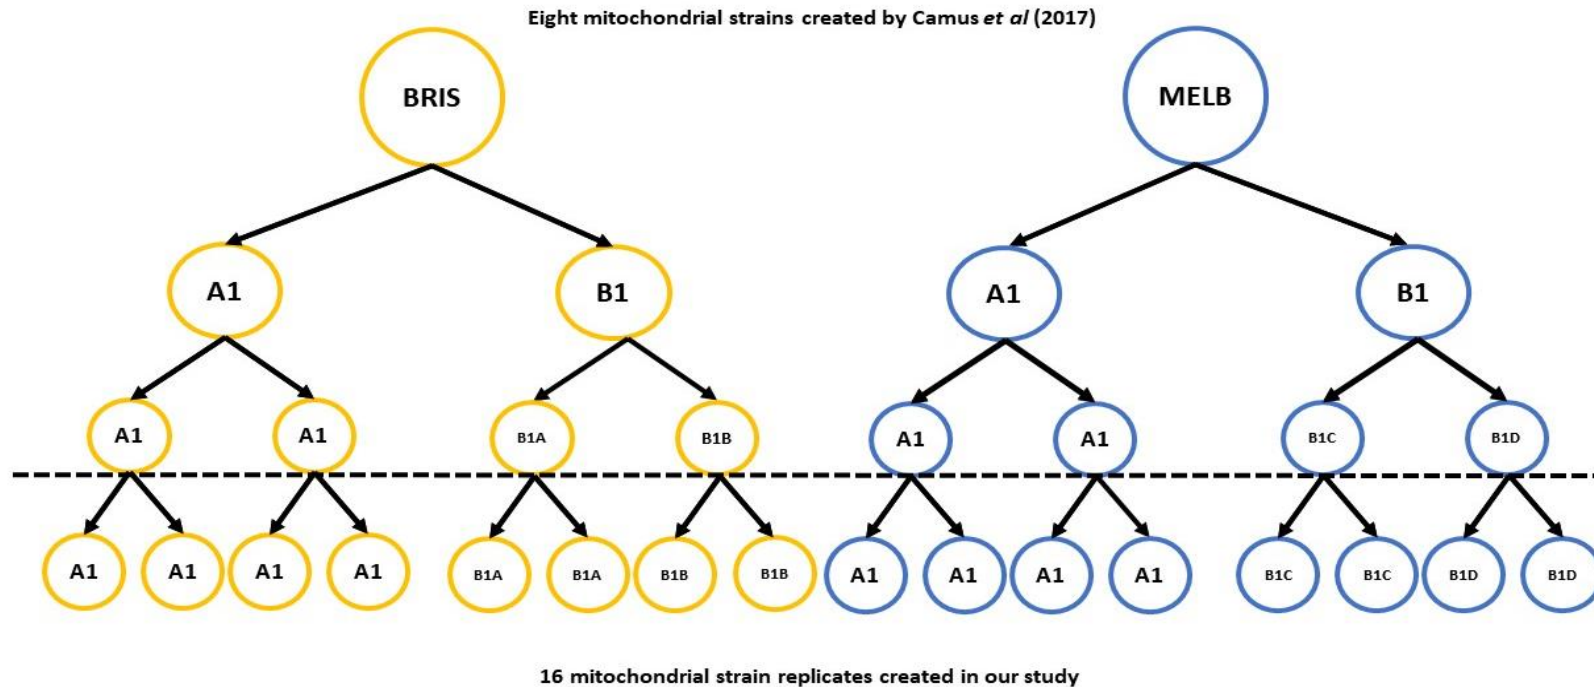 Eight mitochondrial strains created by Camus et al (2017)
BRIS MELB
A1 B1 A1 B1
A1 A1 B1A B1B A1 A1 B1C B1D
A1 A1 A1 A1 B1A B1A B1B B1B A1 A1 A1 A1 B1C B1C B1D B1D
16 mitochondrial strain replicates created in our study